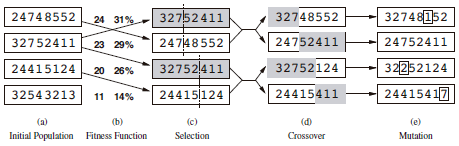 24748552 24 31% 32752411 32748552 32748152
32752411 23 29% 24748552 24752411 24752411
24415124 20 26% 32752411 32752124 32252124
32543213 11 14% 24415124 24415411 24415417
(a) (b) (c) (d) (e)
Initial Population Fitness Function Selection Crossover Mutation